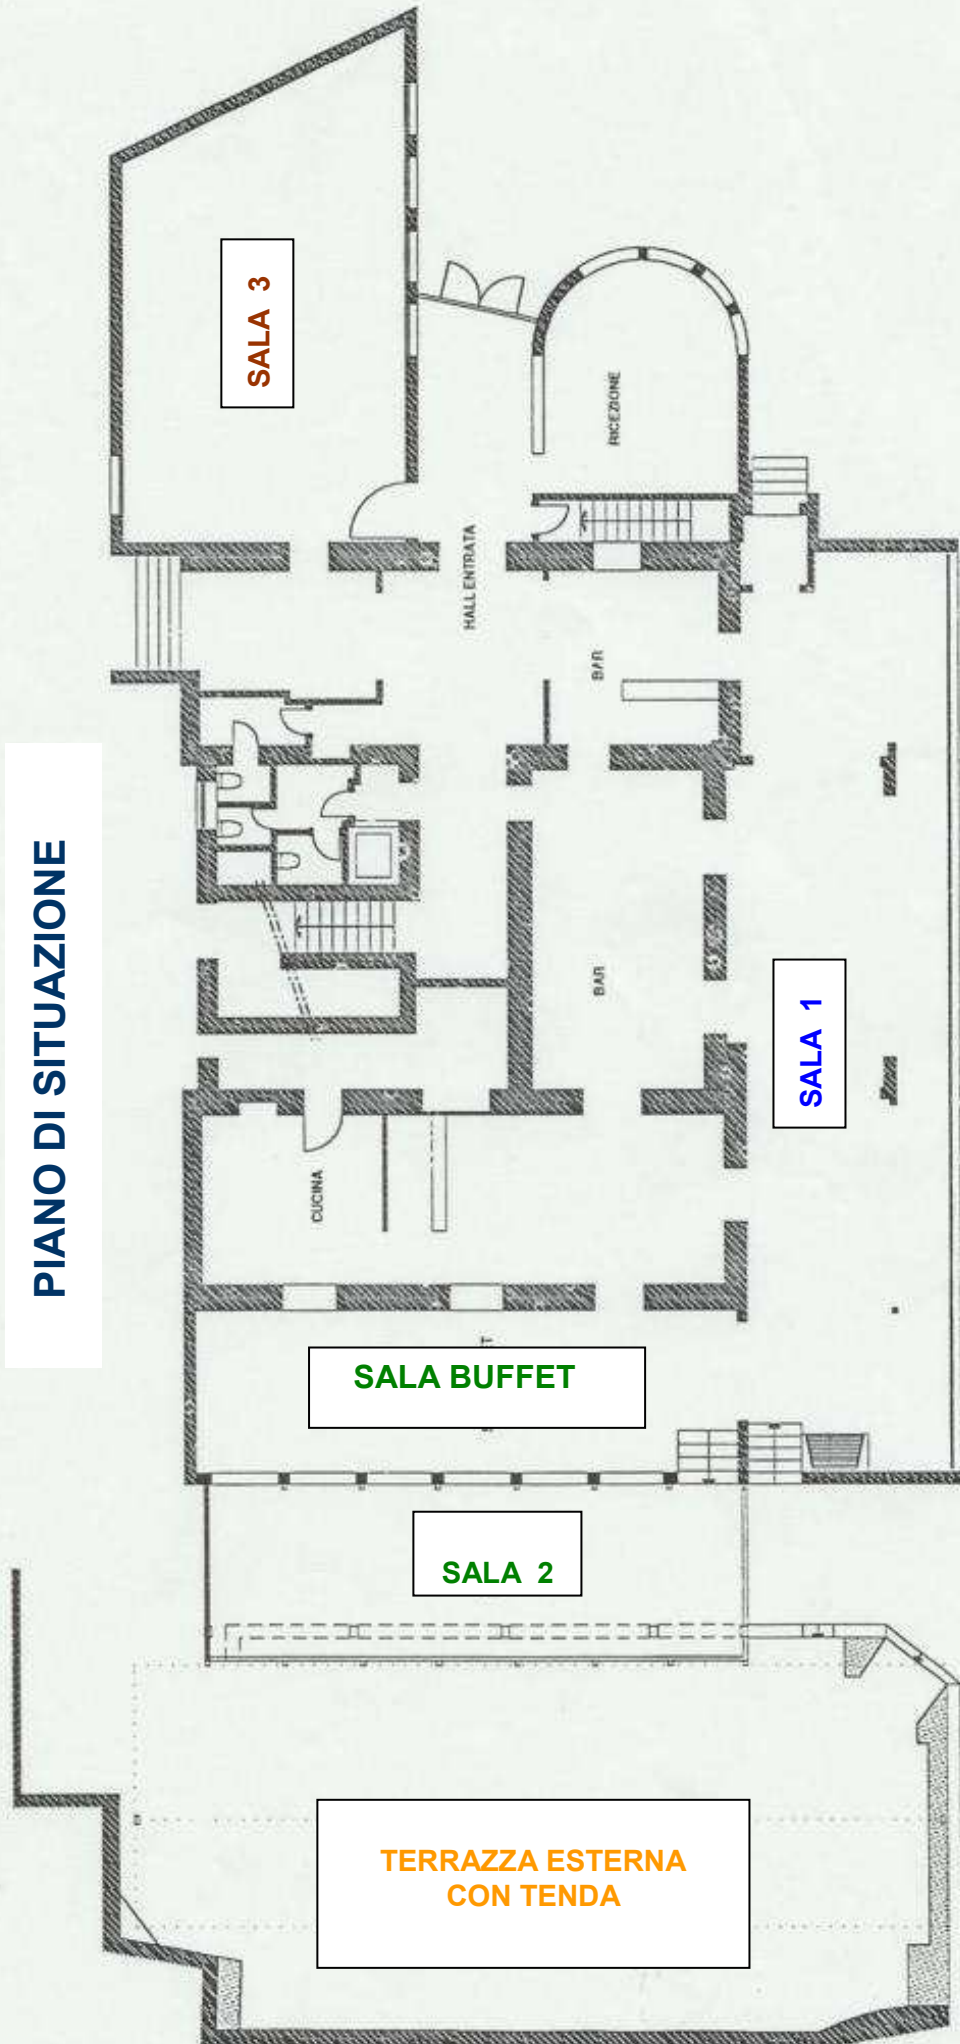 PIANO DI SITUAZIONE
SALA 3
RICEZIONE
HALL ENTRATA
BAR
BAR
SALA 1
CUCINA
SALA BUFFET
SALA 2
TERRAZZA ESTERNA
CON TENDA